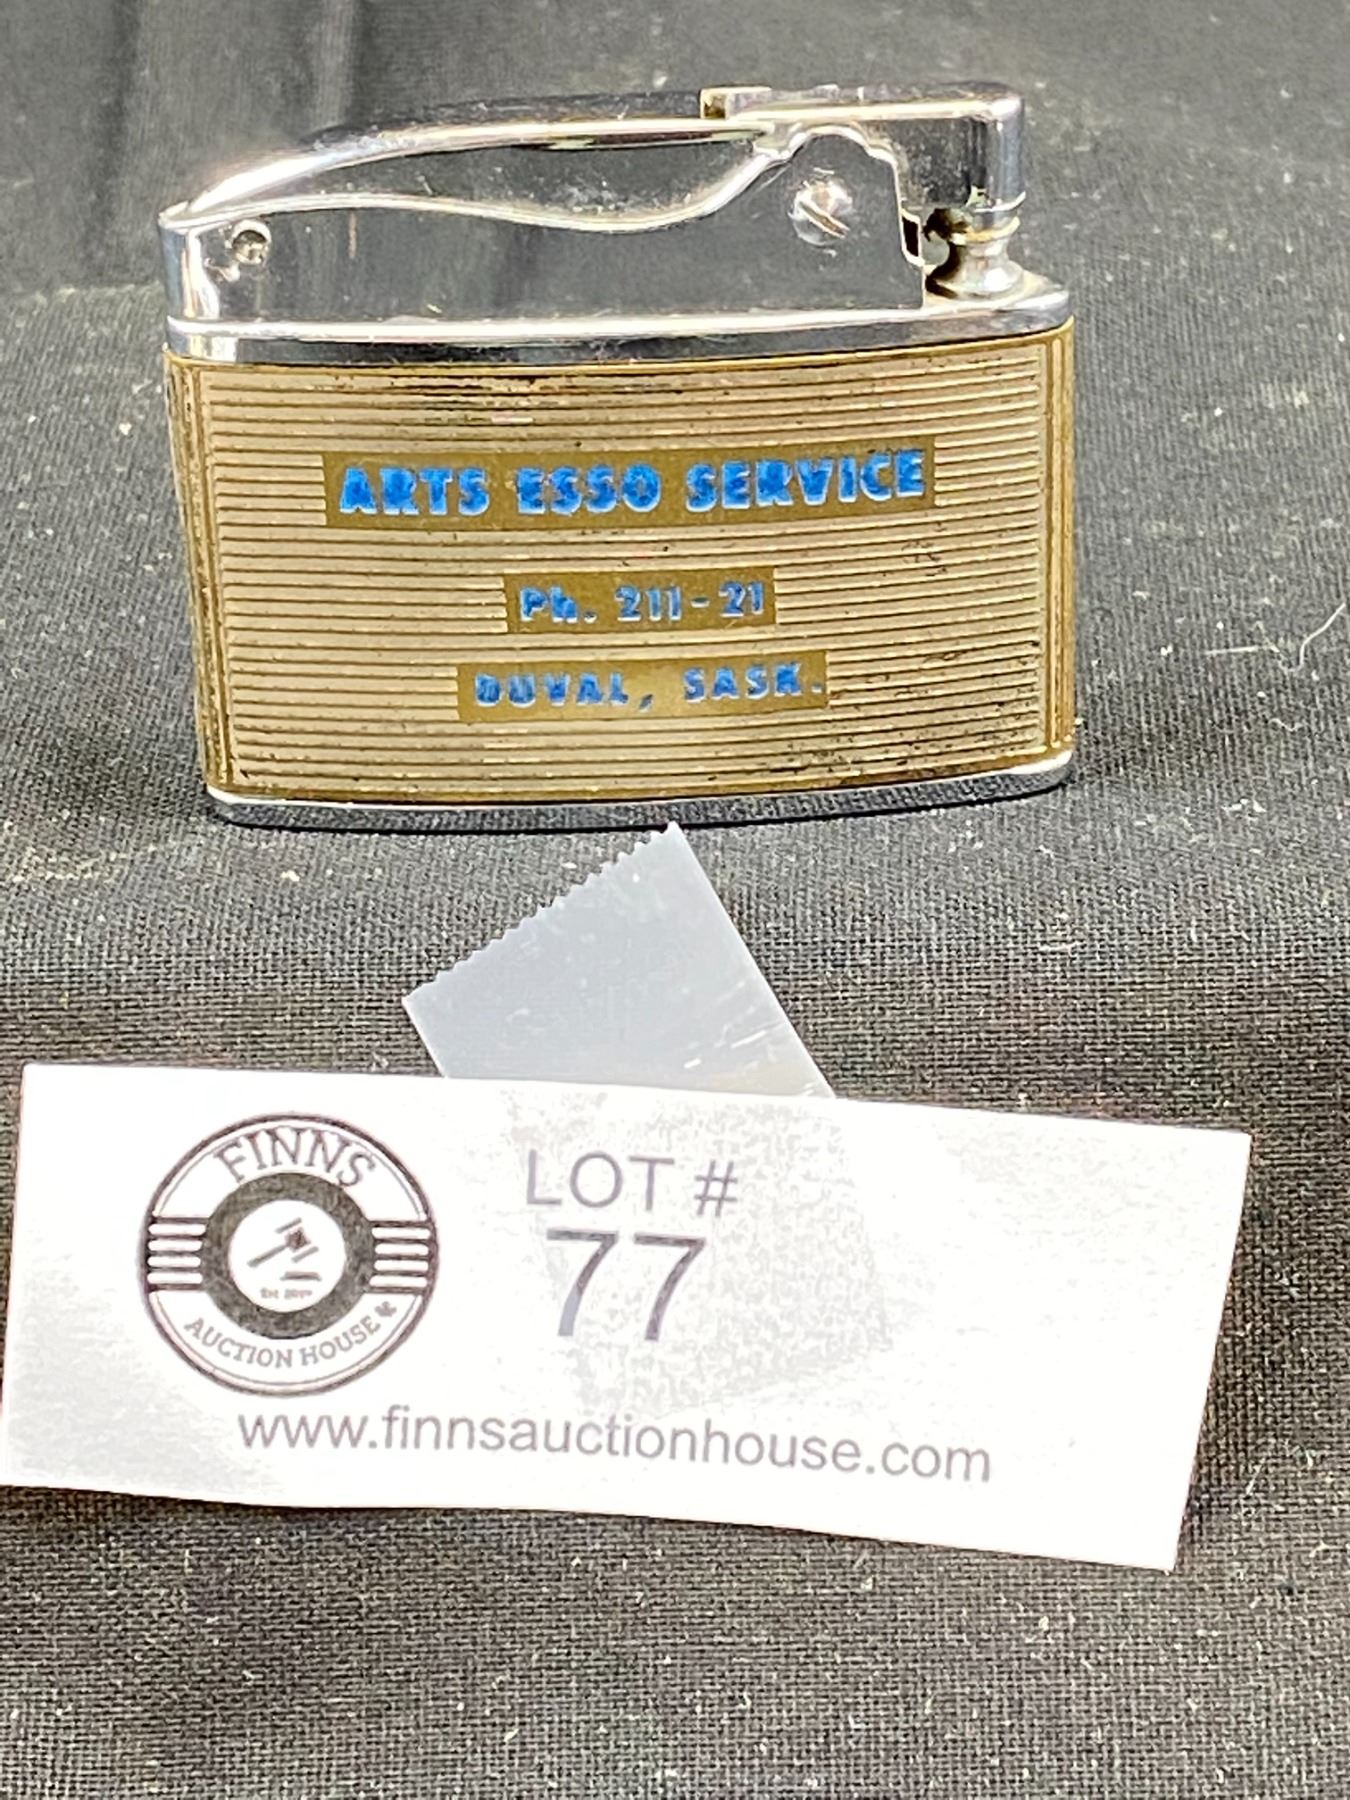 ARTS ESSO SERVICE
Ph. 211-21
DUVAL, SASK.
FINNS
AUCTION HOUSE
LOT #
77
www.finnsauctionhouse.com